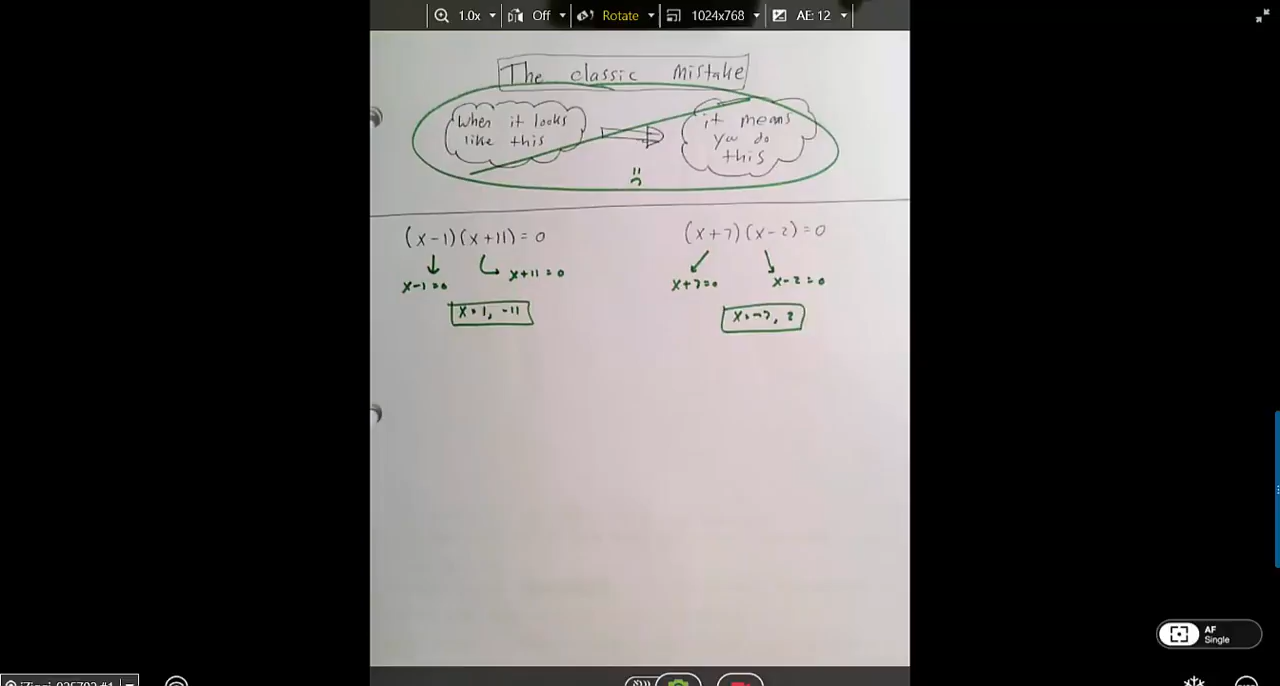 1.0x Off Rotate 1024x768 AE: 12
The classic Mistake
When it looks
like this
it means
you do
this
(x-1)(x+11)=0
(x+7)(x-2)=0
x-1=0
x+11=0
x+7=0
x-2=0
x=1, -11
x=-7, 2
AF
Single